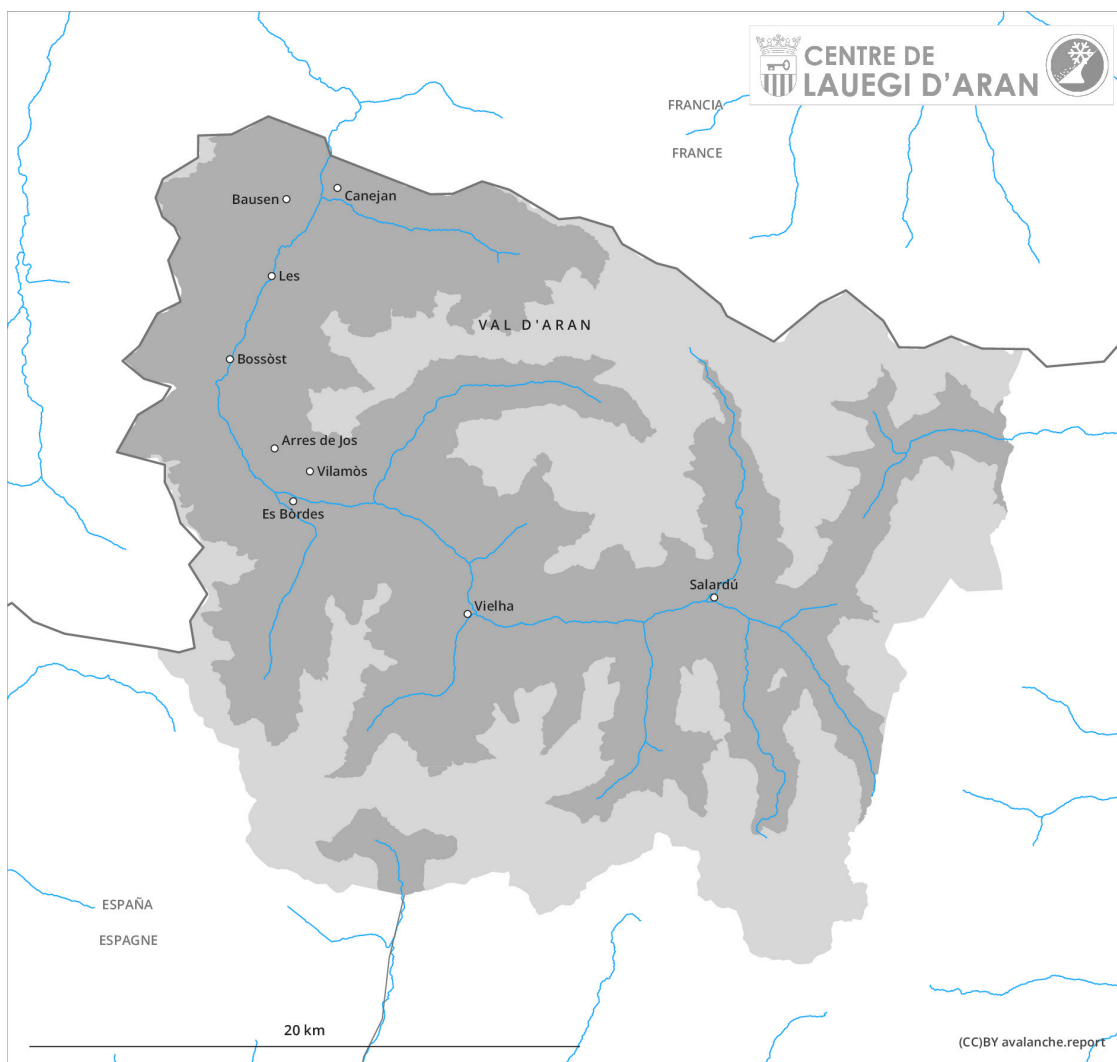 CENTRE DE
LAUEGI D'ARAN
FRANCIA
FRANCE
Bausen
Canejan
Les
VAL D'ARAN
Bossòst
Arres de Jos
Vilamòs
Es Bòrdes
Salardú
Vielha
ESPAÑA
ESPAGNE
20 km
(CC)BY avalanche.report